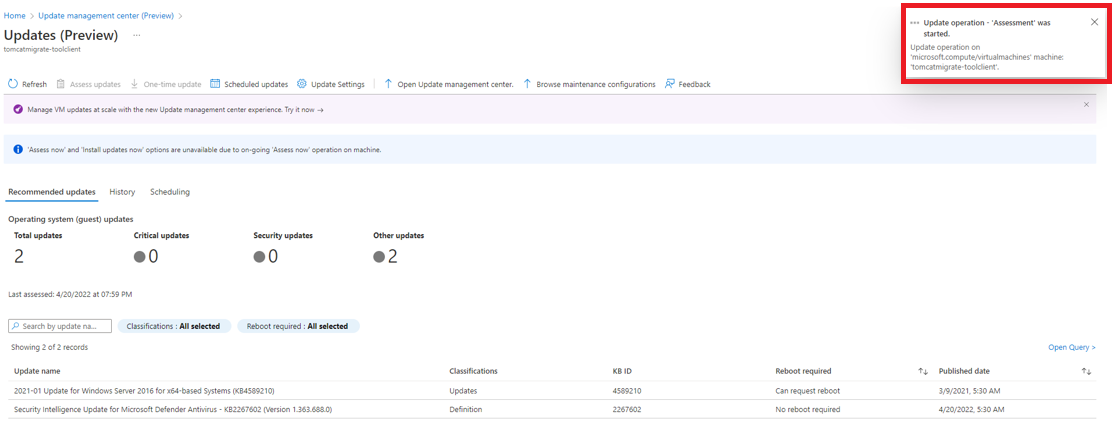 Home > Update management center (Preview) >
Updates (Preview) ...
tomcatmigrate-toolclient
Update operation - 'Assessment' was
started.
Update operation on
'microsoft.compute/virtualmachines' machine:
'tomcatmigrate-toolclient'.
Refresh Assess updates One-time update Scheduled updates Update Settings Open Update management center. Browse maintenance configurations Feedback
Manage VM updates at scale with the new Update management center experience. Try it now →
'Assess now' and 'Install updates now' options are unavailable due to on-going 'Assess now' operation on machine.
Recommended updates History Scheduling
Operating system (guest) updates
Total updates Critical updates Security updates Other updates
2 0 0 2
Last assessed: 4/20/2022 at 07:59 PM
Search by update na... Classifications : All selected Reboot required : All selected
Showing 2 of 2 records Open Query >
Update name Classifications KB ID Reboot required ↑↓ Published date ↑↓
2021-01 Update for Windows Server 2016 for x64-based Systems (KB4589210) Updates 4589210 Can request reboot 3/9/2021, 5:30 AM
Security Intelligence Update for Microsoft Defender Antivirus - KB2267602 (Version 1.363.688.0) Definition 2267602 No reboot required 4/20/2022, 5:30 AM